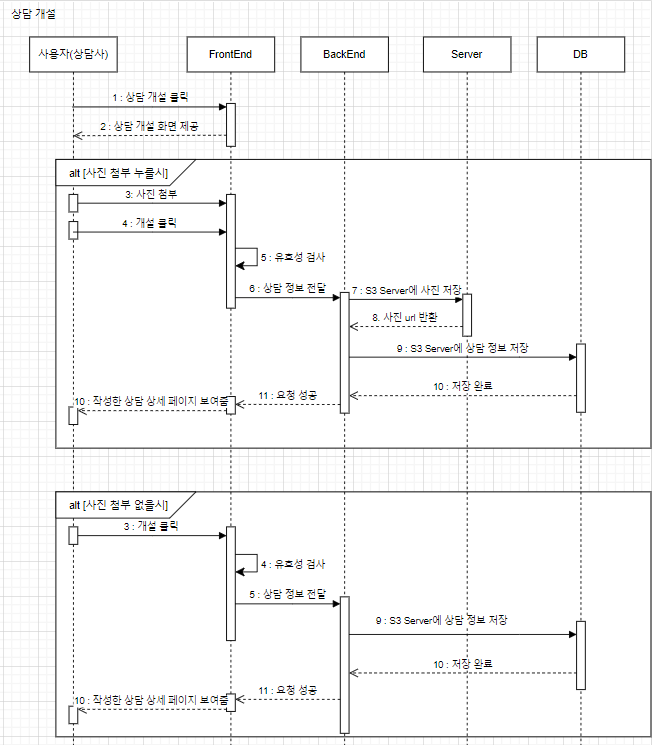 상담 개설
사용자(상담사)
FrontEnd
BackEnd
Server
DB
1 : 상담 개설 클릭
2 : 상담 개설 화면 제공
alt [사진 첨부 누를시]
3: 사진 첨부
4 : 개설 클릭
5 : 유효성 검사
6 : 상담 정보 전달
7 : S3 Server에 사진 저장
8. 사진 url 반환
9 : S3 Server에 상담 정보 저장
10 : 저장 완료
11 : 요청 성공
10 : 작성한 상담 상세 페이지 보여줌
alt [사진 첨부 없을시]
3 : 개설 클릭
4 : 유효성 검사
5 : 상담 정보 전달
9 : S3 Server에 상담 정보 저장
10 : 저장 완료
11 : 요청 성공
10 : 작성한 상담 상세 페이지 보여줌